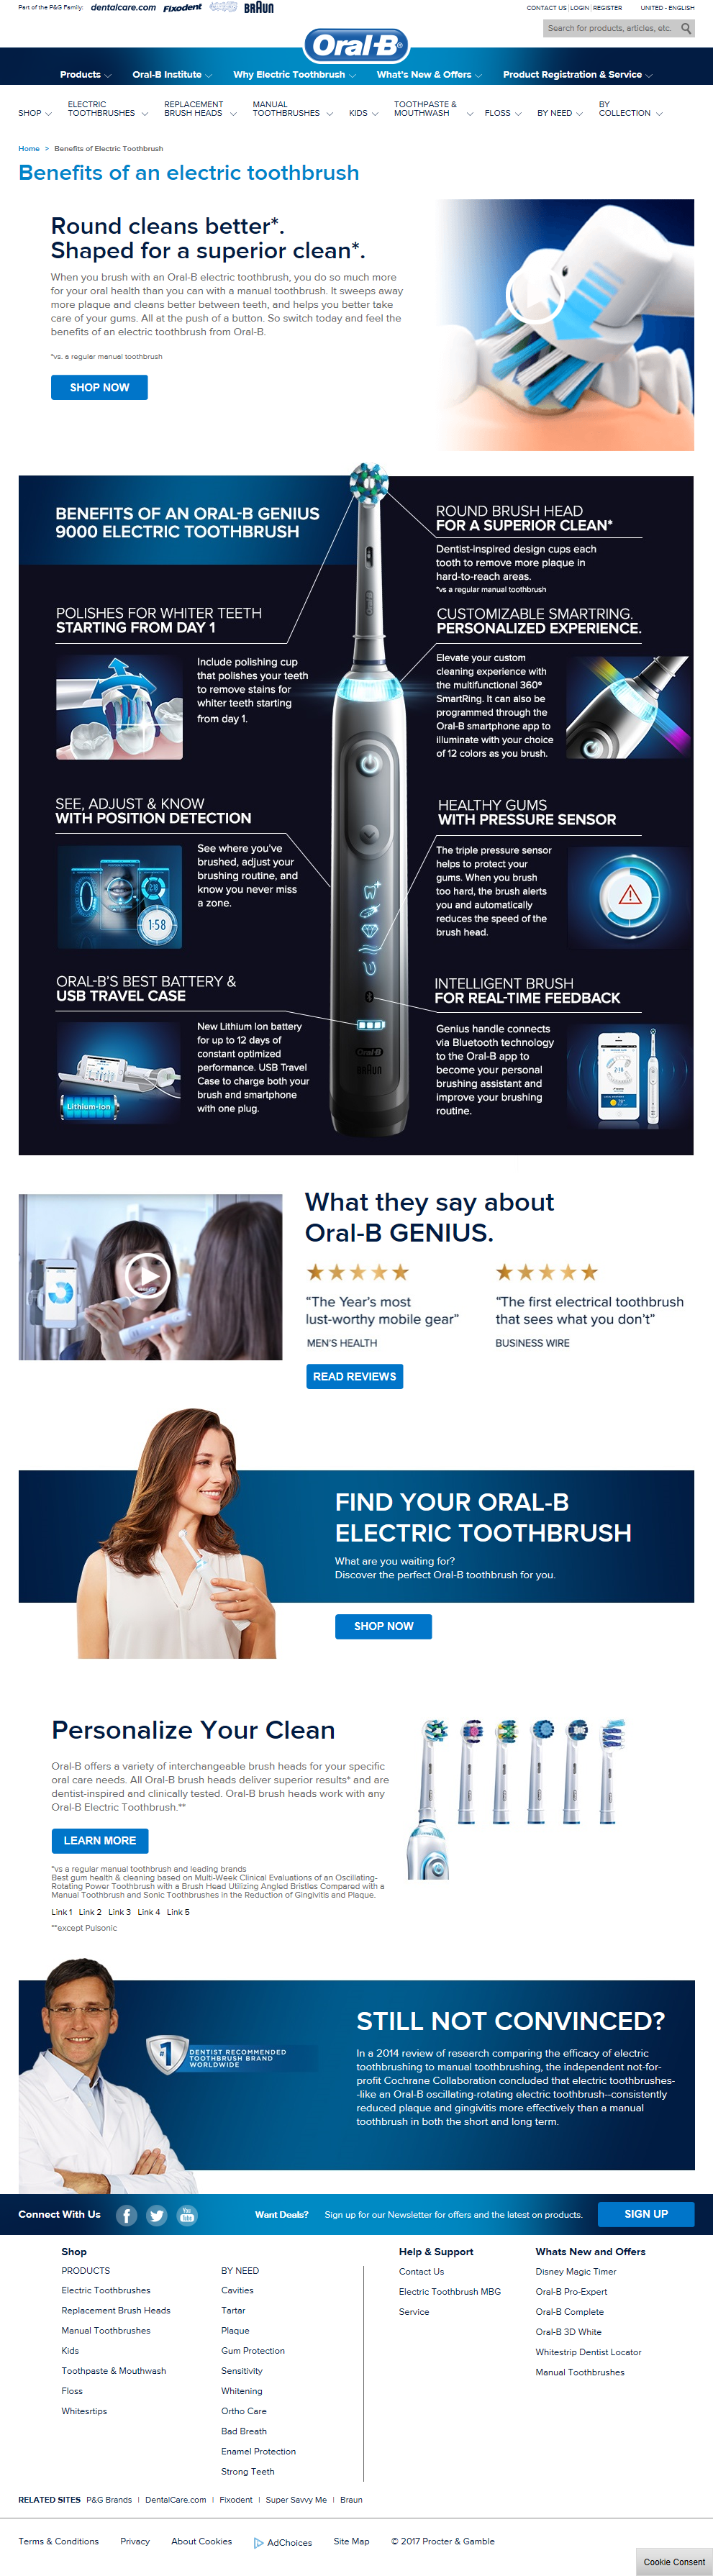 Part of the P&G Family:
dentalcare.com Fixodent BRAUN
CONTACT US | LOGIN | REGISTER
UNITED - ENGLISH
Search for products, articles, etc.
Oral-B
Products
Oral-B Institute
Why Electric Toothbrush
What's New & Offers
Product Registration & Service
SHOP
ELECTRIC
TOOTHBRUSHES
REPLACEMENT
BRUSH HEADS
MANUAL
TOOTHBRUSHES
KIDS
TOOTHPASTE &
MOUTHWASH
FLOSS
BY NEED
BY
COLLECTION
Home > Benefits of Electric Toothbrush
Benefits of an electric toothbrush
Round cleans better*.
Shaped for a superior clean*.
When you brush with an Oral-B electric toothbrush, you do so much more
for your oral health than you can with a manual toothbrush. It sweeps away
more plaque and cleans better between teeth, and helps you better take
care of your gums. All at the push of a button. So switch today and feel the
benefits of an electric toothbrush from Oral-B.
*vs. a regular manual toothbrush
SHOP NOW
BENEFITS OF AN ORAL-B GENIUS
9000 ELECTRIC TOOTHBRUSH
ROUND BRUSH HEAD
FOR A SUPERIOR CLEAN*
Dentist-inspired design cups each
tooth to remove more plaque in
hard-to-reach areas.
*vs a regular manual toothbrush
POLISHES FOR WHITER TEETH
STARTING FROM DAY 1
Include polishing cup
that polishes your teeth
to remove stains for
whiter teeth starting
from day 1.
CUSTOMIZABLE SMARTRING.
PERSONALIZED EXPERIENCE.
Elevate your custom
cleaning experience with
the multifunctional 360°
SmartRing. It can also be
programmed through the
Oral-B smartphone app to
illuminate with your choice
of 12 colors as you brush.
SEE, ADJUST & KNOW
WITH POSITION DETECTION
See where you've
brushed, adjust your
brushing routine, and
know you never miss
a zone.
1:58
HEALTHY GUMS
WITH PRESSURE SENSOR
The triple pressure sensor
helps to protect your
gums. When you brush
too hard, the brush alerts
you and automatically
reduces the speed of the
brush head.
ORAL-B'S BEST BATTERY &
USB TRAVEL CASE
New Lithium Ion battery
for up to 12 days of
constant optimized
performance. USB Travel
Case to charge both your
brush and smartphone
with one plug.
Lithium-ion
Oral-B
BRAUN
INTELLIGENT BRUSH
FOR REAL-TIME FEEDBACK
Genius handle connects
via Bluetooth technology
to the Oral-B app to
become your personal
brushing assistant and
improve your brushing
routine.
What they say about
Oral-B GENIUS.
“The Year's most
lust-worthy mobile gear”
MEN'S HEALTH
“The first electrical toothbrush
that sees what you don't”
BUSINESS WIRE
READ REVIEWS
FIND YOUR ORAL-B
ELECTRIC TOOTHBRUSH
What are you waiting for?
Discover the perfect Oral-B toothbrush for you.
SHOP NOW
Personalize Your Clean
Oral-B offers a variety of interchangeable brush heads for your specific
oral care needs. All Oral-B brush heads deliver superior results* and are
dentist-inspired and clinically tested. Oral-B brush heads work with any
Oral-B Electric Toothbrush.**
LEARN MORE
*vs a regular manual toothbrush and leading brands
Best gum health & cleaning based on Multi-Week Clinical Evaluations of an Oscillating-
Rotating Power Toothbrush with a Brush Head Utilizing Angled Bristles Compared with a
Manual Toothbrush and Sonic Toothbrushes in the Reduction of Gingivitis and Plaque.
Link 1 Link 2 Link 3 Link 4 Link 5
**except Pulsonic
#1 DENTIST RECOMMENDED
TOOTHBRUSH BRAND
WORLDWIDE
STILL NOT CONVINCED?
In a 2014 review of research comparing the efficacy of electric
toothbrushing to manual toothbrushing, the independent not-for-
profit Cochrane Collaboration concluded that electric toothbrushes-
-like an Oral-B oscillating-rotating electric toothbrush--consistently
reduced plaque and gingivitis more effectively than a manual
toothbrush in both the short and long term.
Connect With Us
You Tube
Want Deals?
Sign up for our Newsletter for offers and the latest on products.
SIGN UP
Shop
PRODUCTS
Electric Toothbrushes
Replacement Brush Heads
Manual Toothbrushes
Kids
Toothpaste & Mouthwash
Floss
Whitesrtips
BY NEED
Cavities
Tartar
Plaque
Gum Protection
Sensitivity
Whitening
Ortho Care
Bad Breath
Enamel Protection
Strong Teeth
Help & Support
Contact Us
Electric Toothbrush MBG
Service
Whats New and Offers
Disney Magic Timer
Oral-B Pro-Expert
Oral-B Complete
Oral-B 3D White
Whitestrip Dentist Locator
Manual Toothbrushes
RELATED SITES P&G Brands | DentalCare.com | Fixodent | Super Savvy Me | Braun
Terms & Conditions
Privacy
About Cookies
AdChoices
Site Map
© 2017 Procter & Gamble
Cookie Consent